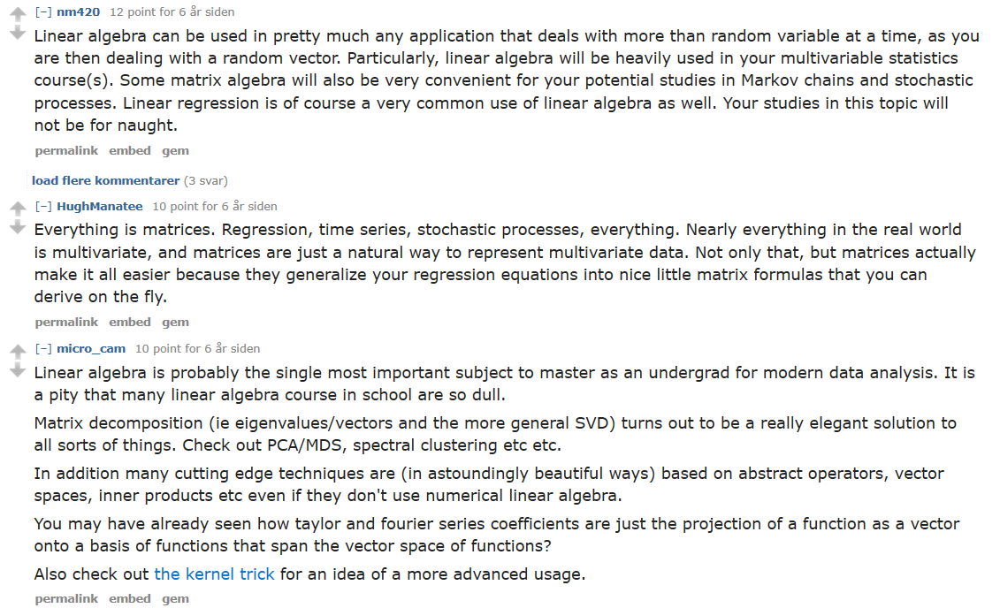 [–] nm420 12 point for 6 år siden
Linear algebra can be used in pretty much any application that deals with more than random variable at a time, as you
are then dealing with a random vector. Particularly, linear algebra will be heavily used in your multivariable statistics
course(s). Some matrix algebra will also be very convenient for your potential studies in Markov chains and stochastic
processes. Linear regression is of course a very common use of linear algebra as well. Your studies in this topic will
not be for naught.
permalink embed gem
load flere kommentarer (3 svar)
[–] HughManatee 10 point for 6 år siden
Everything is matrices. Regression, time series, stochastic processes, everything. Nearly everything in the real world
is multivariate, and matrices are just a natural way to represent multivariate data. Not only that, but matrices actually
make it all easier because they generalize your regression equations into nice little matrix formulas that you can
derive on the fly.
permalink embed gem
[–] micro_cam 10 point for 6 år siden
Linear algebra is probably the single most important subject to master as an undergrad for modern data analysis. It is
a pity that many linear algebra course in school are so dull.
Matrix decomposition (ie eigenvalues/vectors and the more general SVD) turns out to be a really elegant solution to
all sorts of things. Check out PCA/MDS, spectral clustering etc etc.
In addition many cutting edge techniques are (in astoundingly beautiful ways) based on abstract operators, vector
spaces, inner products etc even if they don't use numerical linear algebra.
You may have already seen how taylor and fourier series coefficients are just the projection of a function as a vector
onto a basis of functions that span the vector space of functions?
Also check out the kernel trick for an idea of a more advanced usage.
permalink embed gem